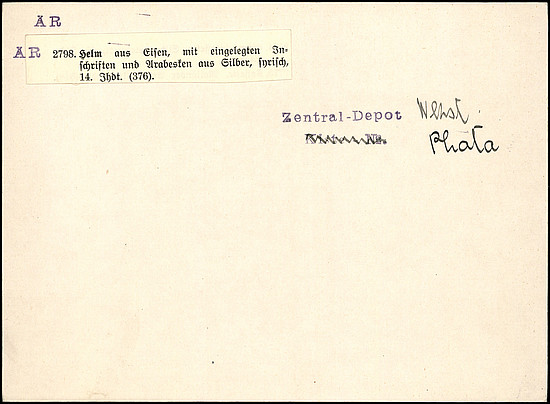 AR
AR 2798. Helm aus Eisen, mit eingelegten In-
schriften und Arabesken aus Silber, syrisch,
14. Jhdt. (376).
Zentral-Depot